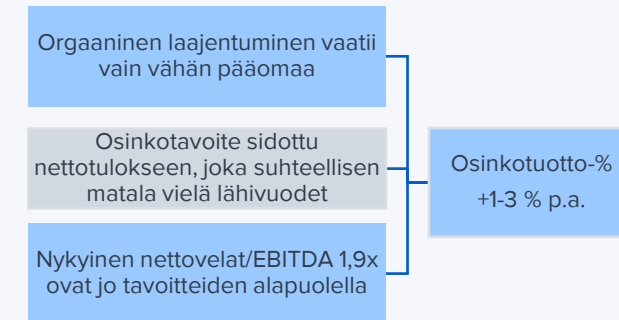 Orgaaninen laajentuminen vaatii
vain vähän pääomaa
Osinkotavoite sidottu
nettotulokseen, joka suhteellisen
matala vielä lähivuodet
Nykyinen nettovelat/EBITDA 1,9x
ovat jo tavoitteiden alapuolella
Osinkotuotto-%
+1-3 % p.a.